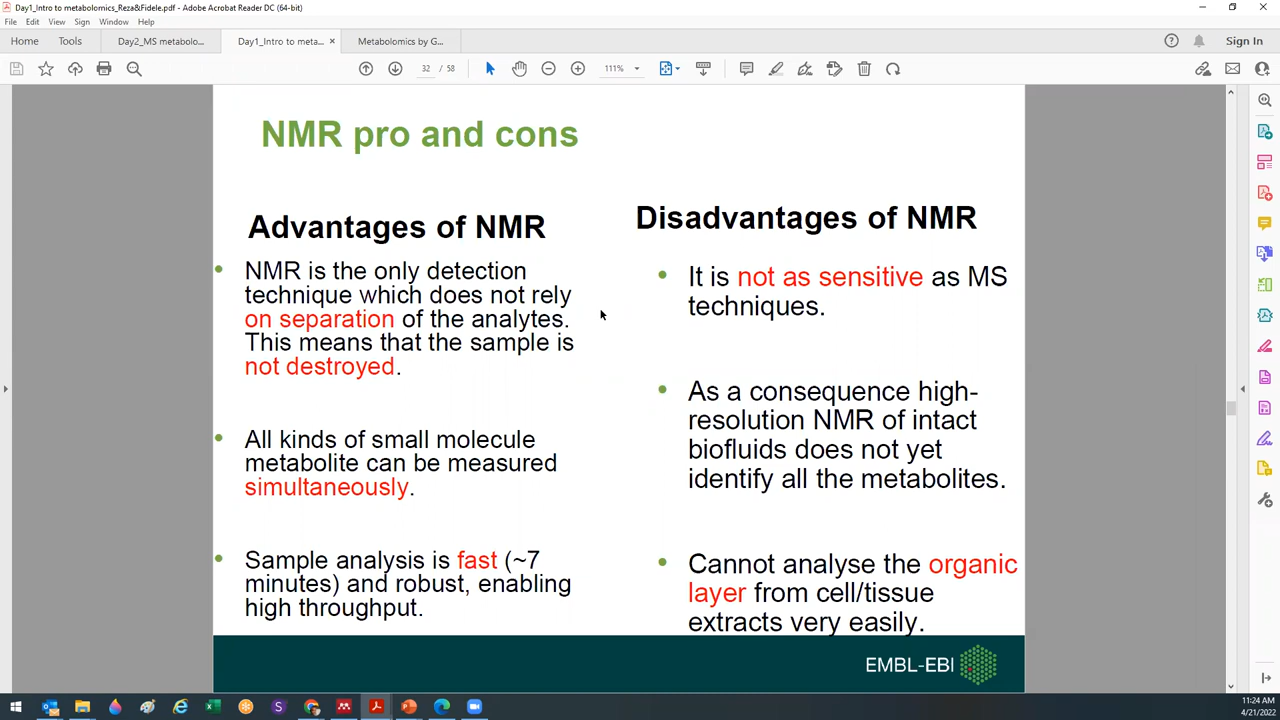 Day1_Intro to metabolomics_Reza&Fidele.pdf - Adobe Acrobat Reader DC (64-bit)
File Edit View Sign Window Help
Home Tools Day2_MS metabolo... Day1_Intro to meta... × Metabolomics by G... Sign In
32 / 58 111%
NMR pro and cons
Advantages of NMR
• NMR is the only detection
technique which does not rely
on separation of the analytes.
This means that the sample is
not destroyed.
• All kinds of small molecule
metabolite can be measured
simultaneously.
• Sample analysis is fast (~7
minutes) and robust, enabling
high throughput.
Disadvantages of NMR
• It is not as sensitive as MS
techniques.
• As a consequence high-
resolution NMR of intact
biofluids does not yet
identify all the metabolites.
• Cannot analyse the organic
layer from cell/tissue
extracts very easily.
EMBL-EBI
11:24 AM
4/21/2022